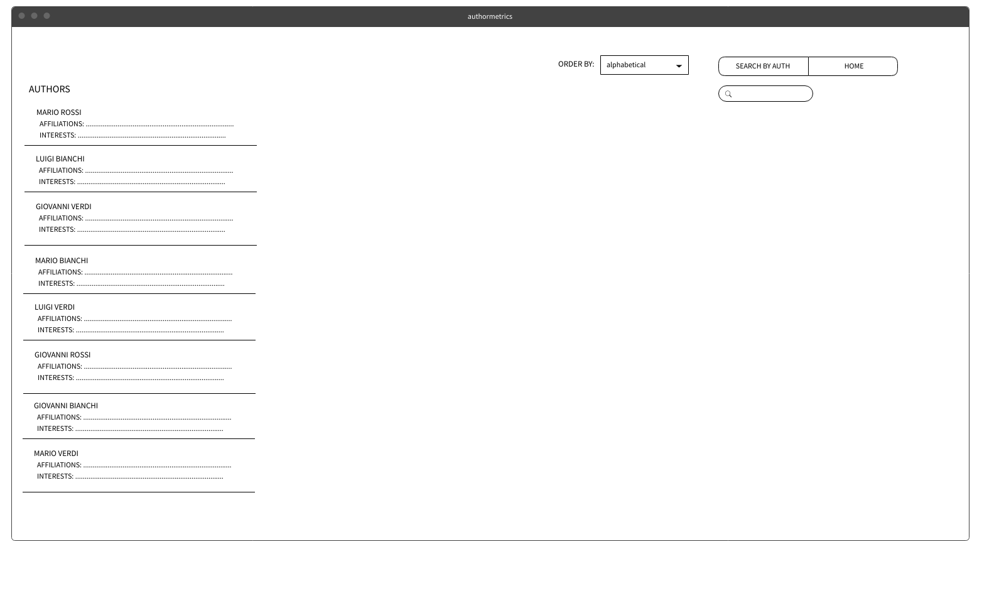 authormetrics
ORDER BY: alphabetical
SEARCH BY AUTH HOME
AUTHORS
MARIO ROSSI
AFFILIATIONS: ...............................................................................
INTERESTS: ...............................................................................
LUIGI BIANCHI
AFFILIATIONS: ...............................................................................
INTERESTS: ...............................................................................
GIOVANNI VERDI
AFFILIATIONS: ...............................................................................
INTERESTS: ...............................................................................
MARIO BIANCHI
AFFILIATIONS: ...............................................................................
INTERESTS: ...............................................................................
LUIGI VERDI
AFFILIATIONS: ...............................................................................
INTERESTS: ...............................................................................
GIOVANNI ROSSI
AFFILIATIONS: ...............................................................................
INTERESTS: ...............................................................................
GIOVANNI BIANCHI
AFFILIATIONS: ...............................................................................
INTERESTS: ...............................................................................
MARIO VERDI
AFFILIATIONS: ...............................................................................
INTERESTS: ...............................................................................